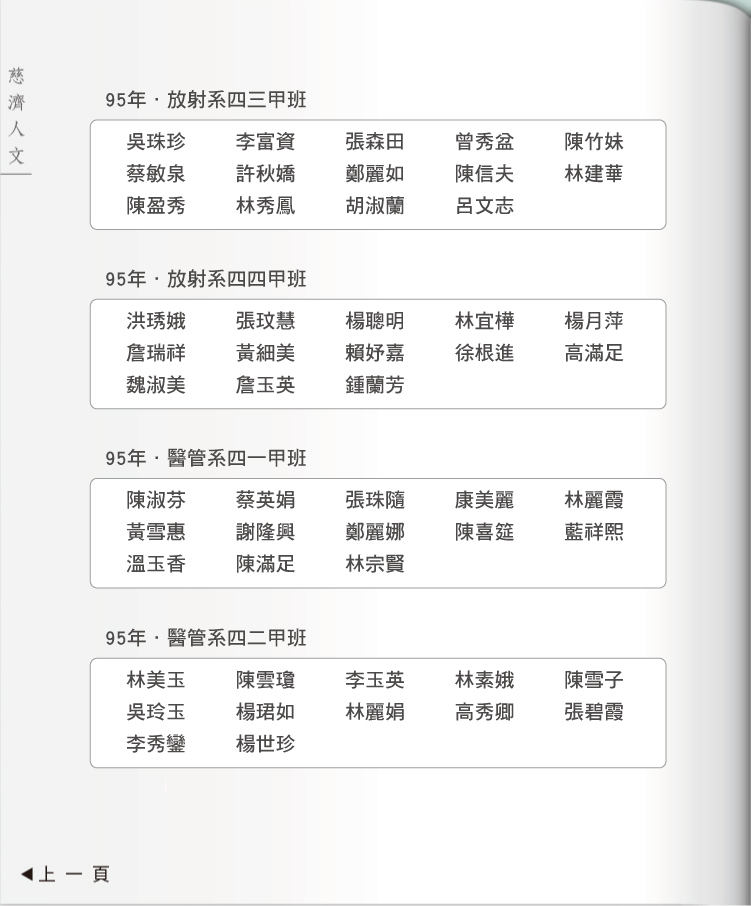 慈濟人文
95年・放射系四三甲班
吳珠珍 李富資 張森田 曾秀盆 陳竹妹
蔡敏泉 許秋嬌 鄭麗如 陳信夫 林建華
陳盈秀 林秀鳳 胡淑蘭 呂文志
95年・放射系四四甲班
洪琇娥 張玟慧 楊聰明 林宜樺 楊月萍
詹瑞祥 黃細美 賴妤嘉 徐根進 高滿足
魏淑美 詹玉英 鍾蘭芳
95年・醫管系四一甲班
陳淑芬 蔡英娟 張珠隨 康美麗 林麗霞
黃雪惠 謝隆興 鄭麗娜 陳喜筵 藍祥熙
溫玉香 陳滿足 林宗賢
95年・醫管系四二甲班
林美玉 陳雲瓊 李玉英 林素娥 陳雪子
吳玲玉 楊珺如 林麗娟 高秀卿 張碧霞
李秀鑾 楊世珍
◀上一頁